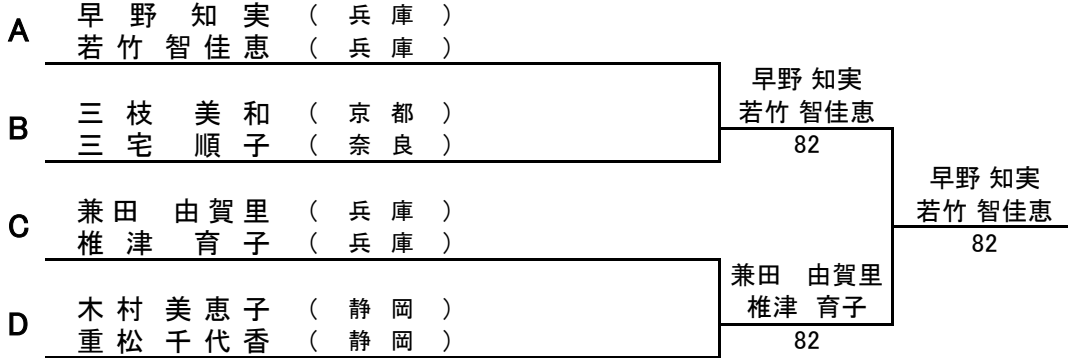 A 早野 知実 (兵庫)
若竹 智佳恵 (兵庫)
早野 知実
若竹 智佳恵
82
B 三枝 美和 (京都)
三宅 順子 (奈良)
早野 知実
若竹 智佳恵
82
C 兼田 由賀里 (兵庫)
椎津 育子 (兵庫)
兼田 由賀里
椎津 育子
82
D 木村 美恵子 (静岡)
重松 千代香 (静岡)